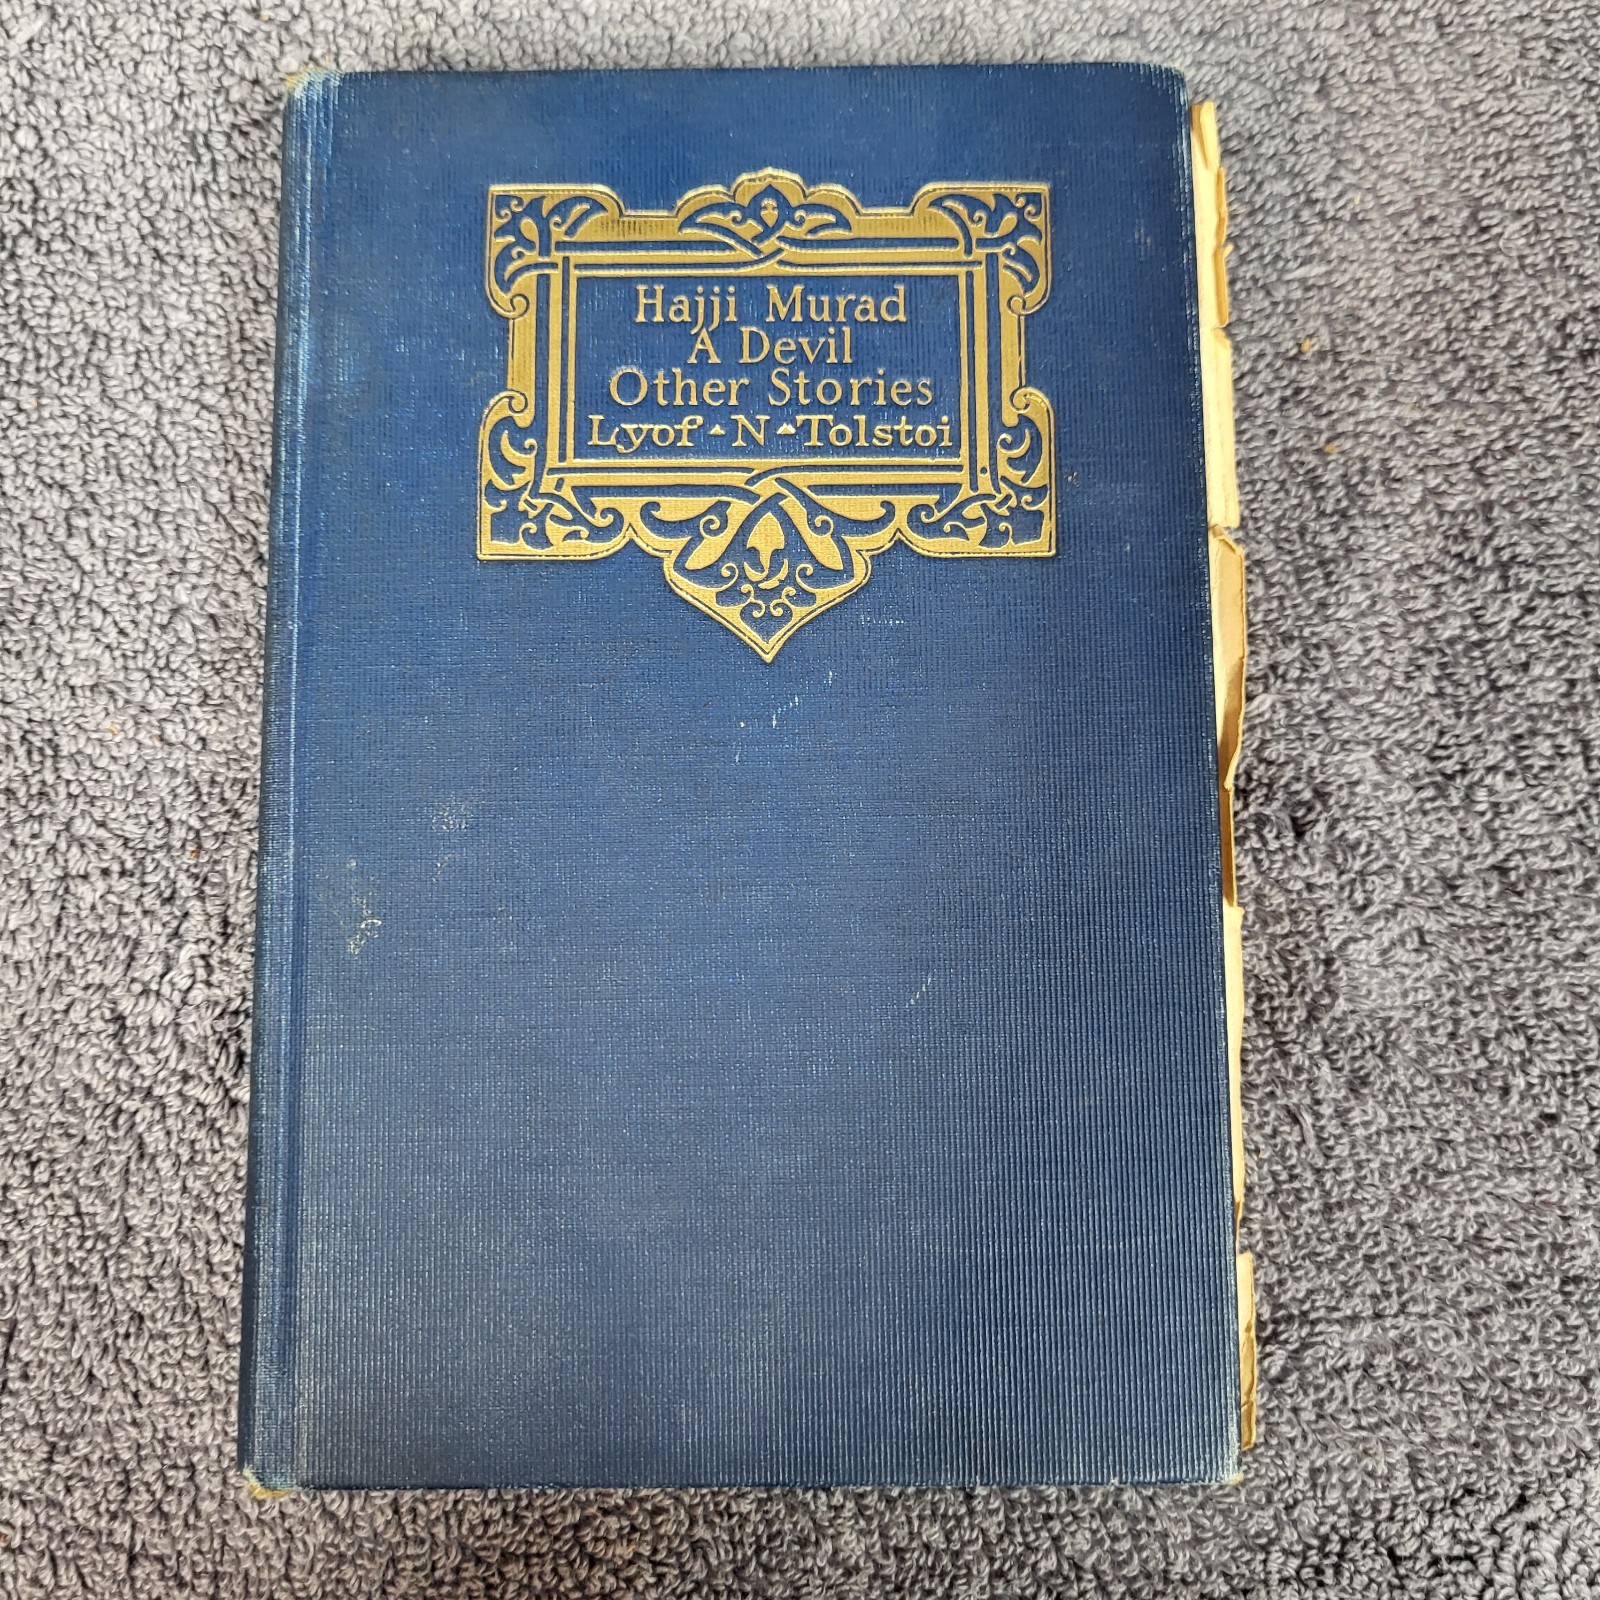 Hajji Murad
A Devil
Other Stories
Lyof · N · Tolstoi